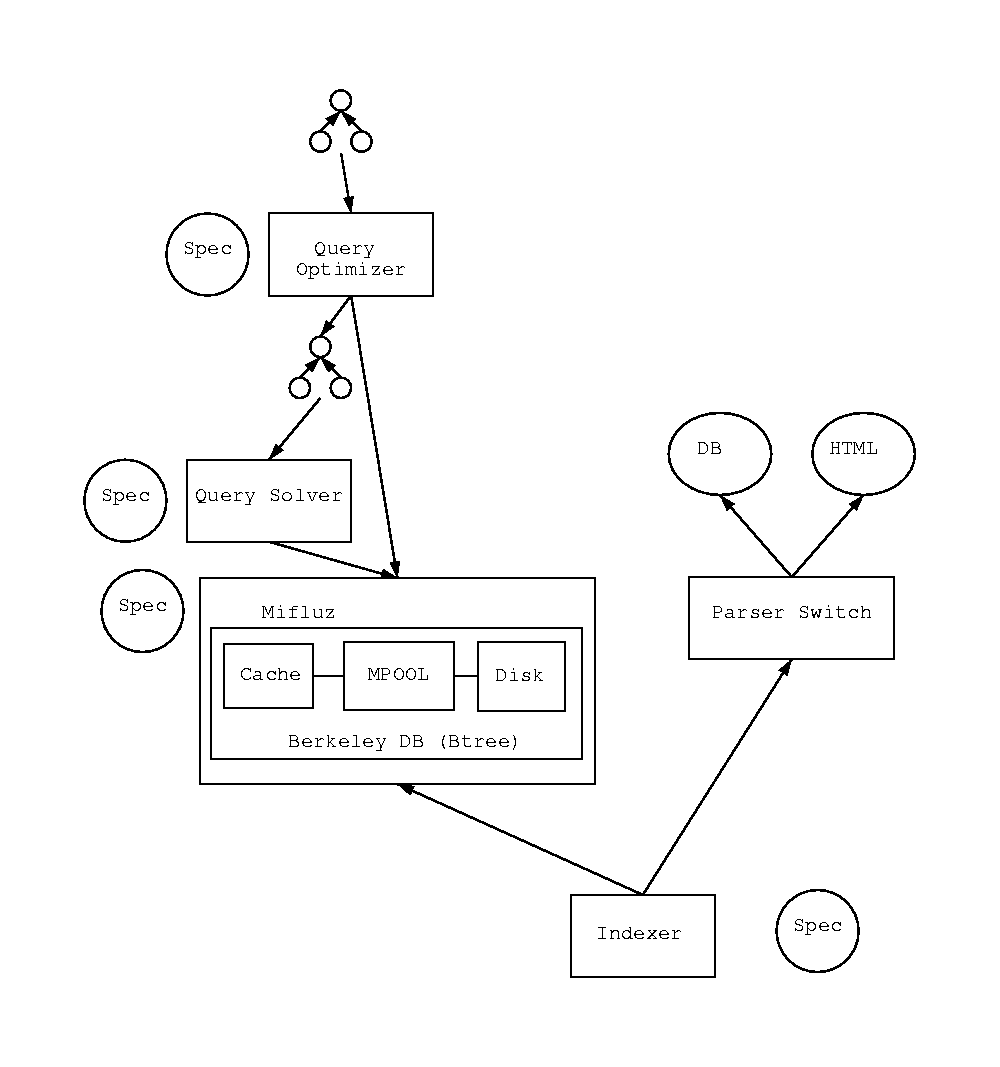 Spec
Query
Optimizer
DB
HTML
Spec
Query Solver
Spec
Mifluz
Parser Switch
Cache
MPOOL
Disk
Berkeley DB (Btree)
Indexer
Spec